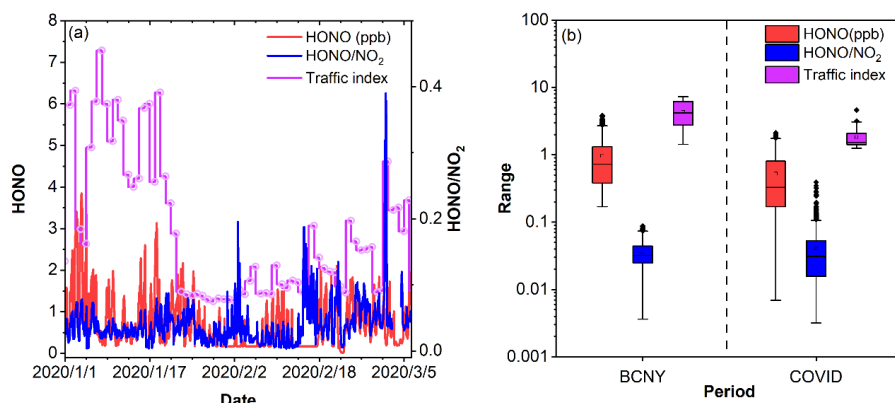 (a)
HONO (ppb)
HONO/NO₂
Traffic index
8
7
6
5
4
3
2
1
0
HONO
0.4
0.2
0.0
HONO/NO₂
2020/1/1
2020/1/17
2020/2/2
2020/2/18
2020/3/5
Date
(b)
HONO(ppb)
HONO/NO₂
Traffic index
100
10
1
0.1
0.01
0.001
Range
BCNY
COVID
Period